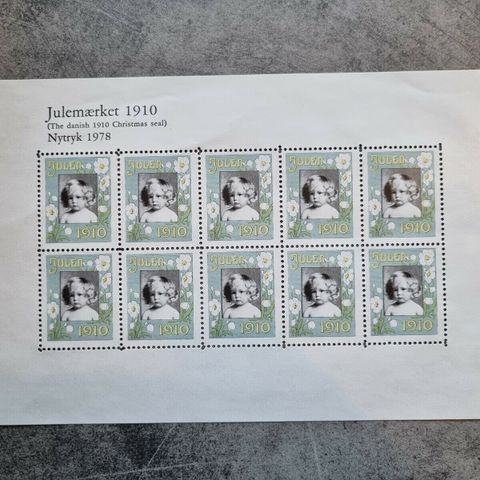 Julemærket 1910
(The danish 1910 Christmas seal)
Nytryk 1978
JULEN JULEN JULEN JULEN JULEN
1910 1910 1910 1910 1910
JULEN JULEN JULEN JULEN JULEN
1910 1910 1910 1910 1910